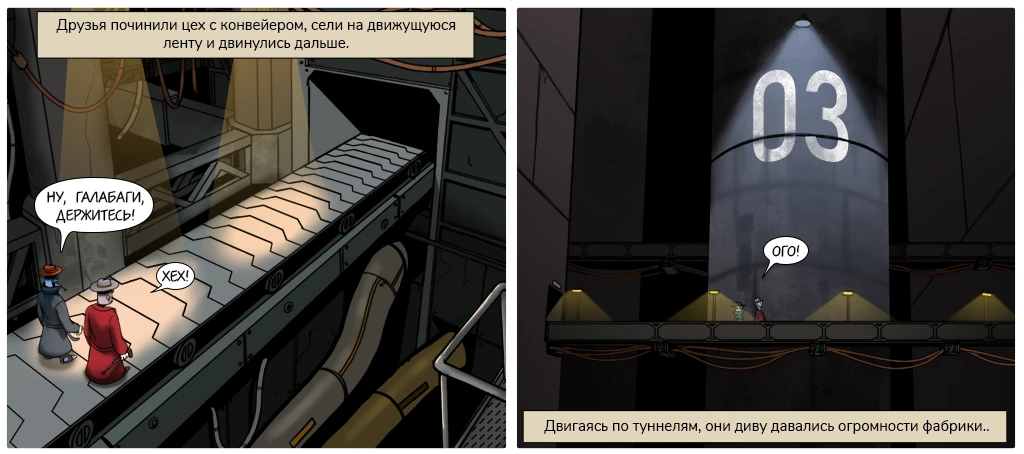 Друзья починили цех с конвейером, сели на движущуюся
ленту и двинулись дальше.
НУ, ГАЛАБАГИ,
ДЕРЖИТЕСЬ!
ХЕХ!
03
ОГО!
Двигаясь по туннелям, они диву давались огромности фабрики..